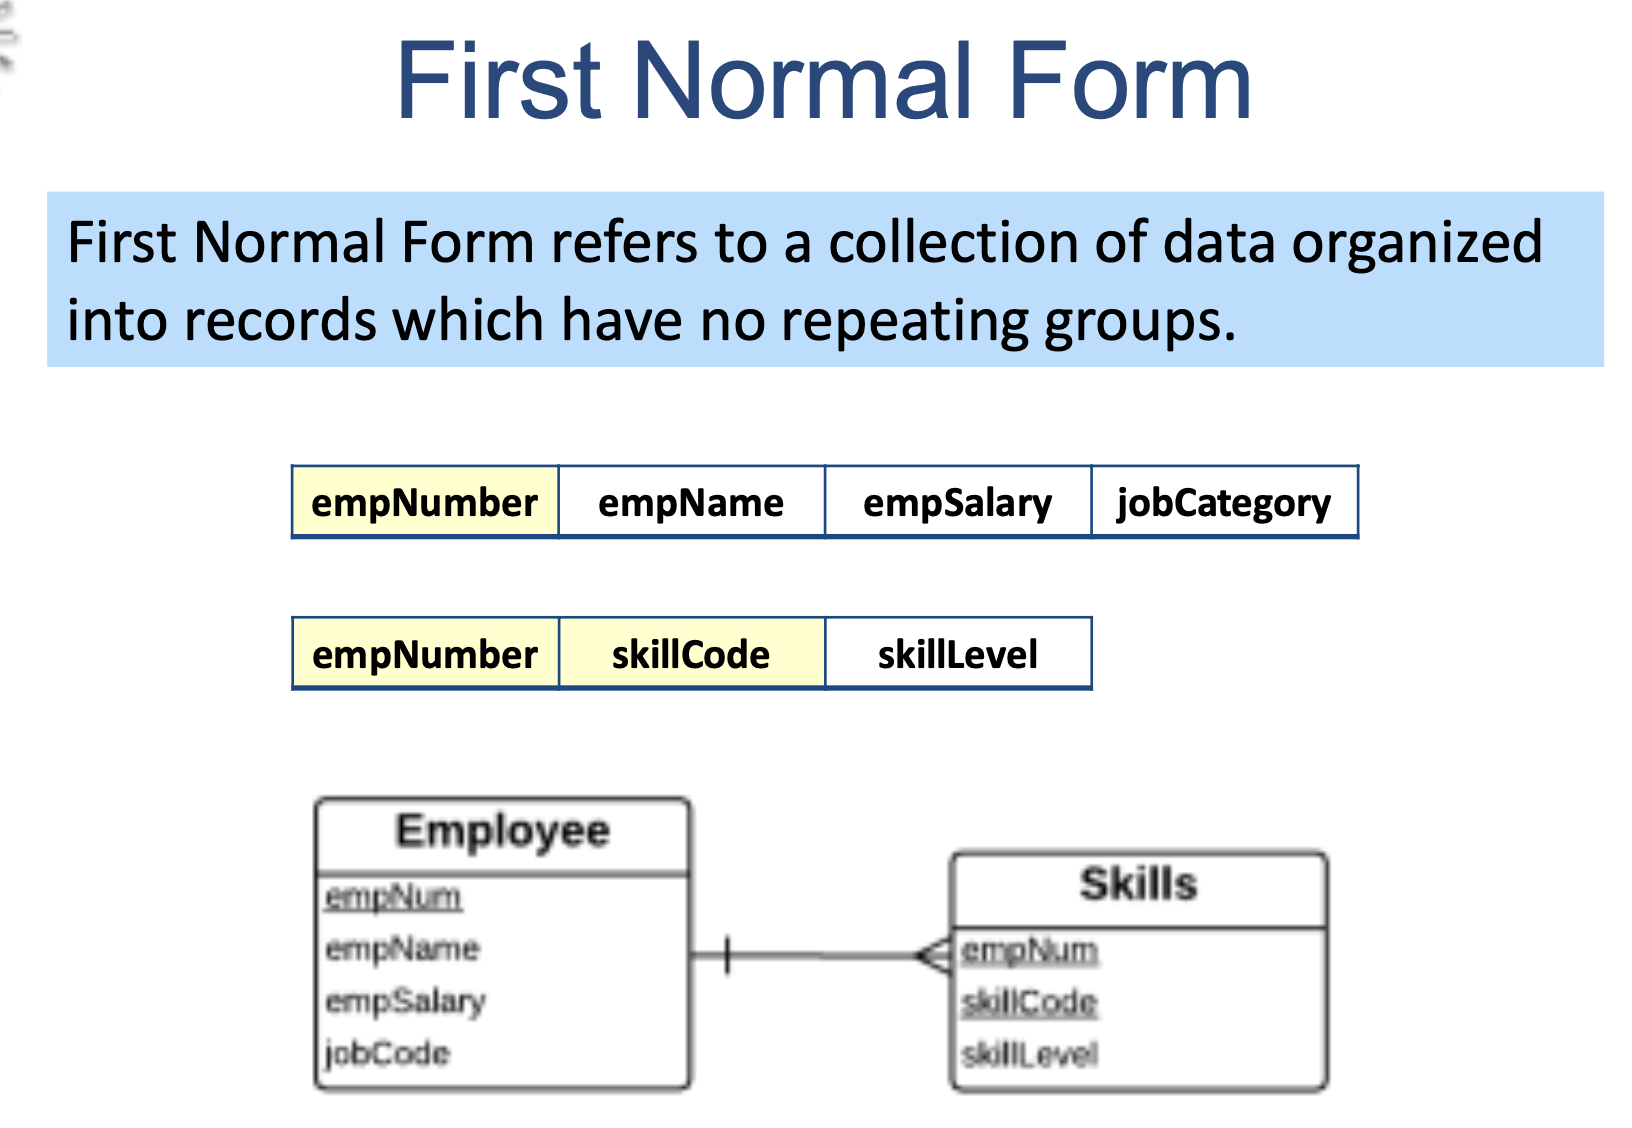 First Normal Form
First Normal Form refers to a collection of data organized
into records which have no repeating groups.
empNumber empName empSalary jobCategory
empNumber skillCode skillLevel
Employee
empNum
empName
empSalary
jobCode
Skills
empNum
skillCode
skillLevel